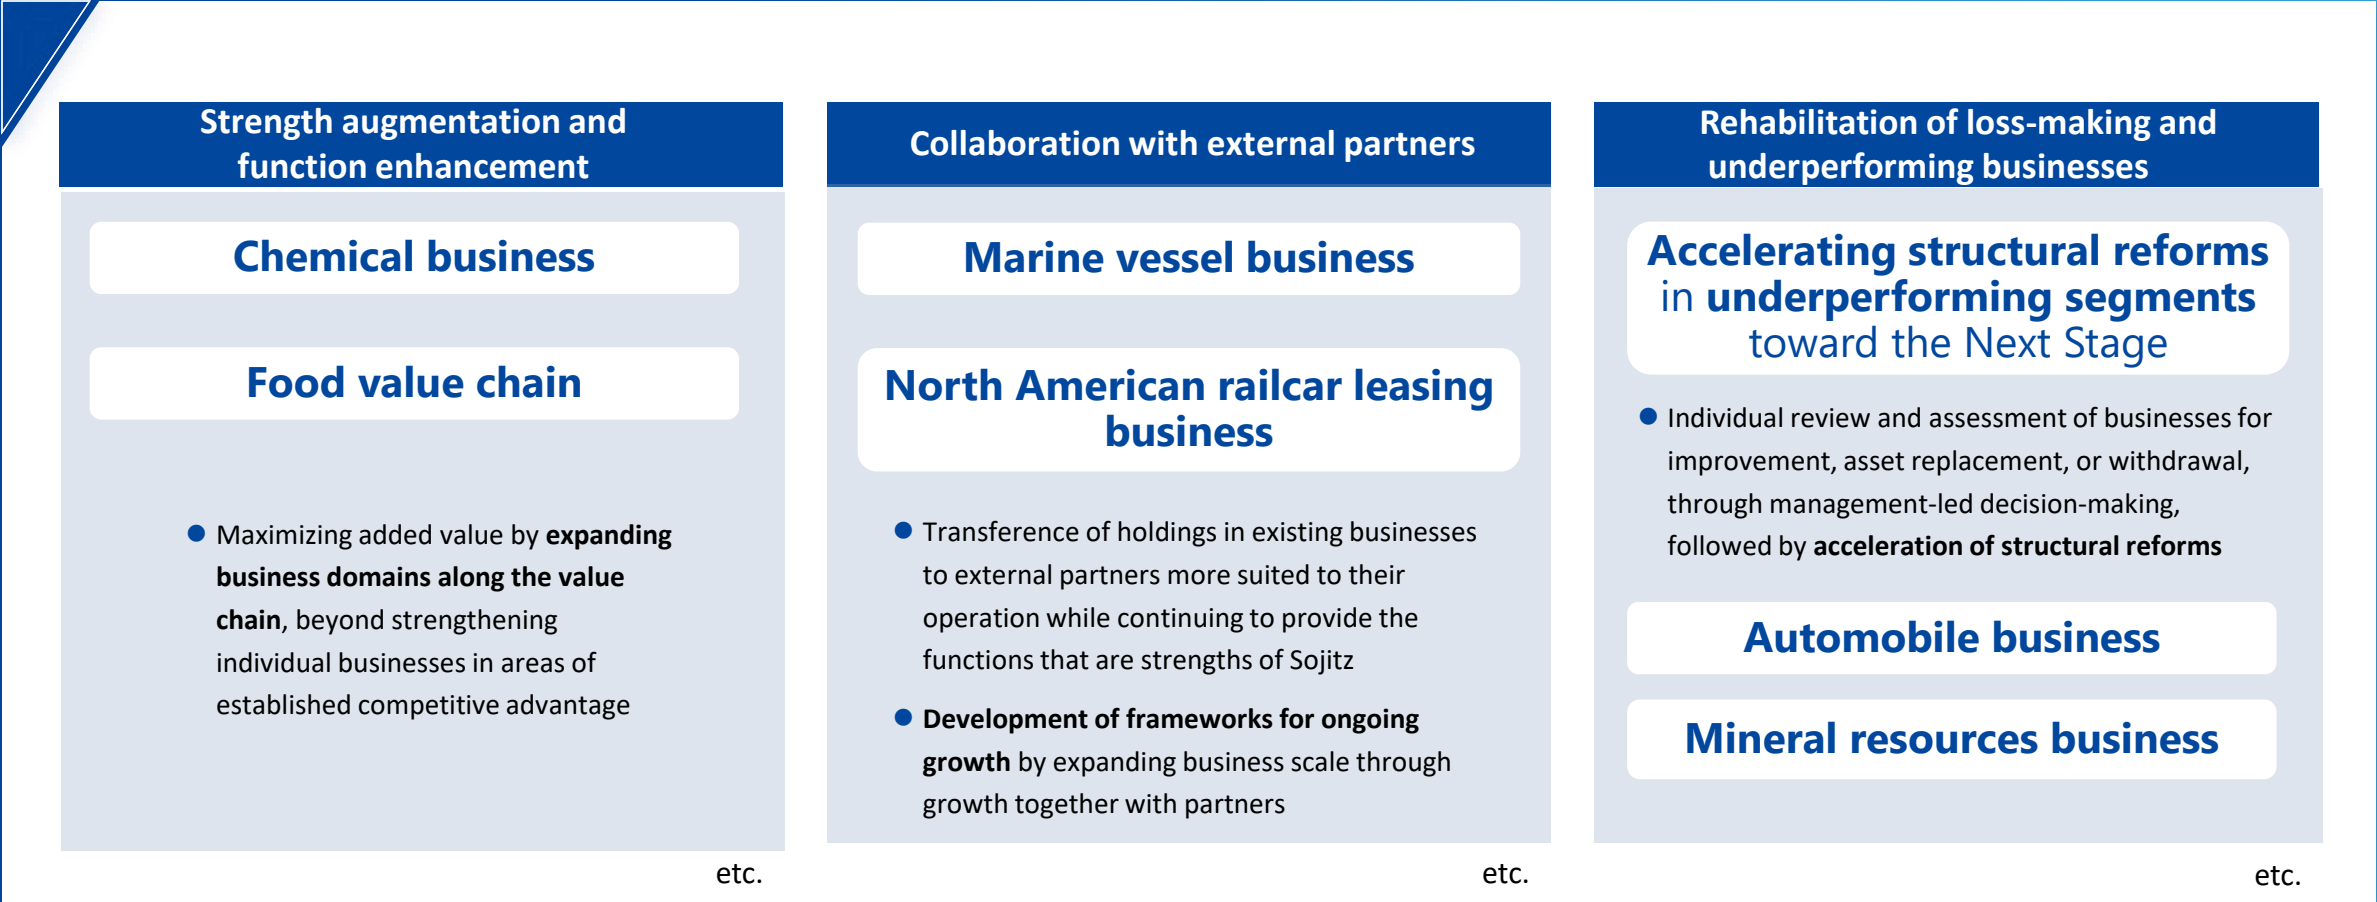 Strength augmentation and
function enhancement
Chemical business
Food value chain
● Maximizing added value by expanding
business domains along the value
chain, beyond strengthening
individual businesses in areas of
established competitive advantage
etc.
Collaboration with external partners
Marine vessel business
North American railcar leasing
business
● Transference of holdings in existing businesses
to external partners more suited to their
operation while continuing to provide the
functions that are strengths of Sojitz
● Development of frameworks for ongoing
growth by expanding business scale through
growth together with partners
etc.
Rehabilitation of loss-making and
underperforming businesses
Accelerating structural reforms
in underperforming segments
toward the Next Stage
● Individual review and assessment of businesses for
improvement, asset replacement, or withdrawal,
through management-led decision-making,
followed by acceleration of structural reforms
Automobile business
Mineral resources business
etc.